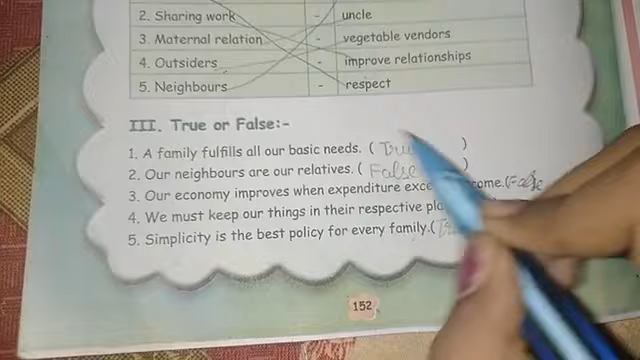 2. Sharing work - uncle
3. Maternal relation - vegetable vendors
4. Outsiders - improve relationships
5. Neighbours - respect
III. True or False:-
1. A family fulfills all our basic needs. ( )
2. Our neighbours are our relatives. ( False )
3. Our economy improves when expenditure (False
4. We must keep our things in their respective
5. Simplicity is the best policy for every family.(
152